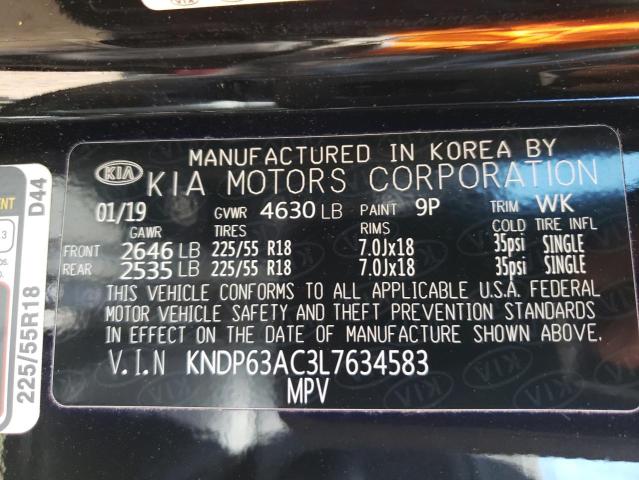 MANUFACTURED IN KOREA BY
KIA KIA MOTORS CORPORATION
01/19 GVWR 4630 LB PAINT 9P TRIM WK
GAWR TIRES RIMS COLD TIRE INFL
FRONT 2646 LB 225/55 R18 7.0Jx18 35psi SINGLE
REAR 2535 LB 225/55 R18 7.0Jx18 35psi SINGLE
THIS VEHICLE CONFORMS TO ALL APPLICABLE U.S.A. FEDERAL
MOTOR VEHICLE SAFETY AND THEFT PREVENTION STANDARDS
IN EFFECT ON THE DATE OF MANUFACTURE SHOWN ABOVE.
V.I.N KNDP63AC3L7634583
MPV
D44
225/55R18